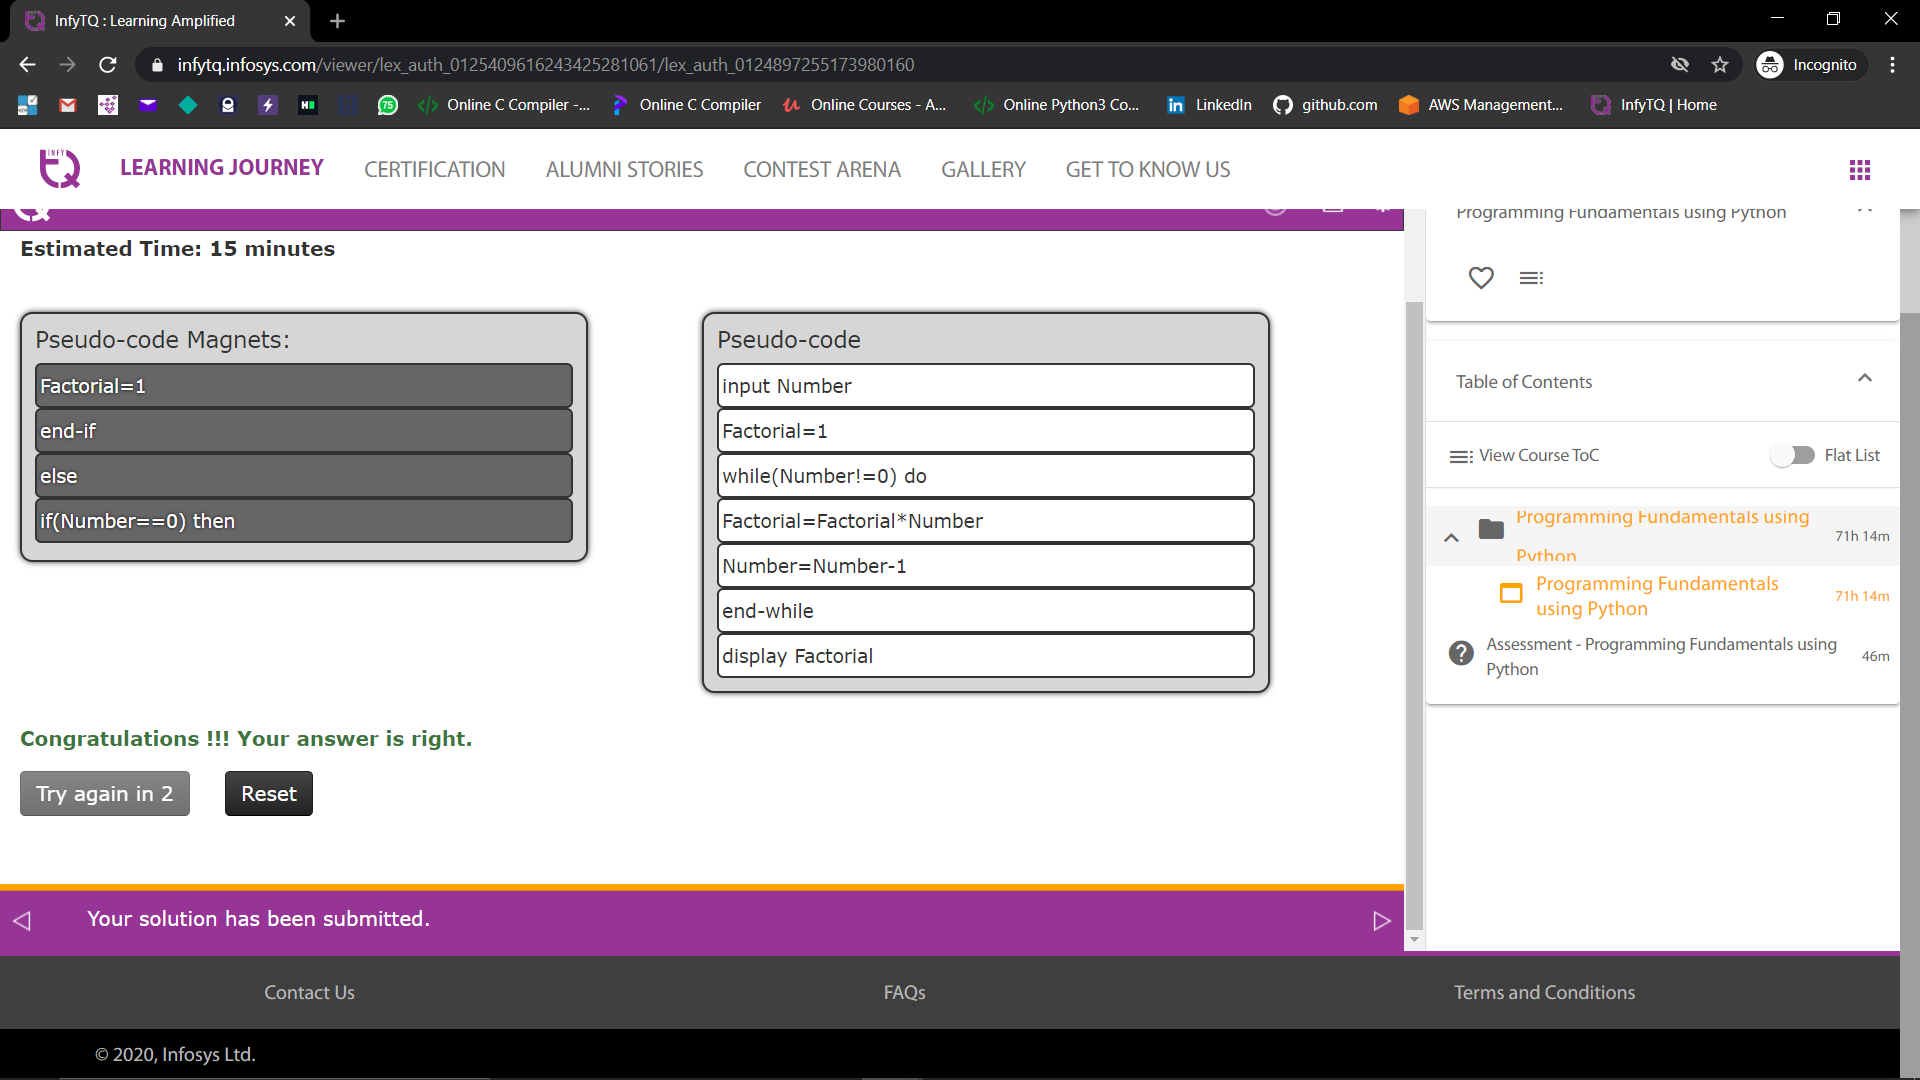 InfyTQ : Learning Amplified
infytq.infosys.com/viewer/lex_auth_0125409616243425281061/lex_auth_0124897255173980160
Incognito
75
Online C Compiler -...
Online C Compiler
Online Courses - A...
Online Python3 Co...
LinkedIn
github.com
AWS Management...
InfyTQ | Home
INFY
TQ
LEARNING JOURNEY
CERTIFICATION
ALUMNI STORIES
CONTEST ARENA
GALLERY
GET TO KNOW US
Programming Fundamentals using Python
Estimated Time: 15 minutes
Pseudo-code Magnets:
Factorial=1
end-if
else
if(Number==0) then
Pseudo-code
input Number
Factorial=1
while(Number!=0) do
Factorial=Factorial*Number
Number=Number-1
end-while
display Factorial
Congratulations !!! Your answer is right.
Try again in 2
Reset
Your solution has been submitted.
Table of Contents
View Course ToC
Flat List
Programming Fundamentals using
Python
71h 14m
Programming Fundamentals
using Python
71h 14m
Assessment - Programming Fundamentals using
Python
46m
Contact Us
FAQs
Terms and Conditions
© 2020, Infosys Ltd.